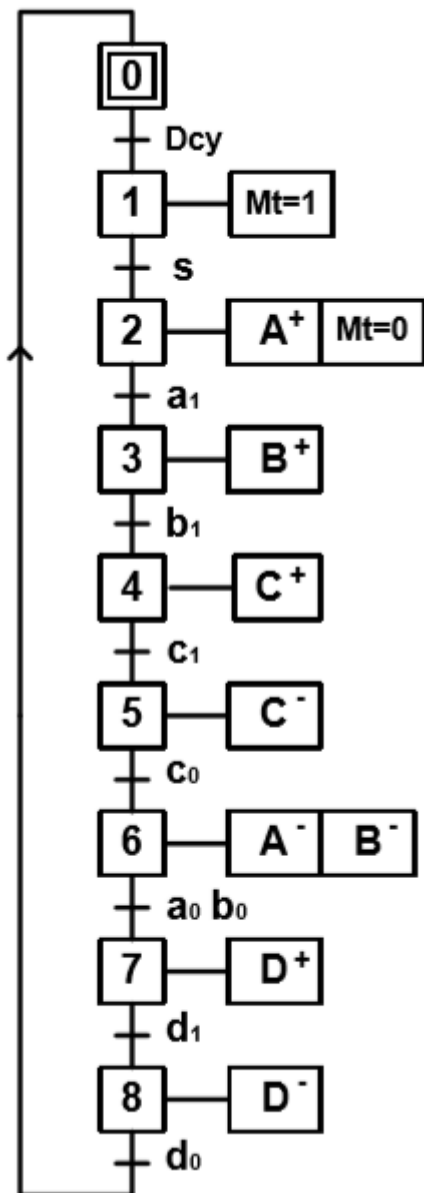 0
Dcy
1 Mt=1
s
2 A⁺ Mt=0
a₁
3 B⁺
b₁
4 C⁺
c₁
5 C⁻
c₀
6 A⁻ B⁻
a₀ b₀
7 D⁺
d₁
8 D⁻
d₀